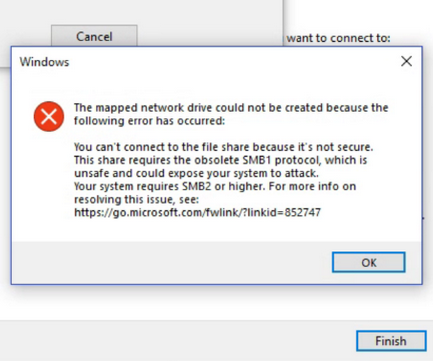 Cancel
want to connect to:
Windows
The mapped network drive could not be created because the
following error has occurred:
You can't connect to the file share because it's not secure.
This share requires the obsolete SMB1 protocol, which is
unsafe and could expose your system to attack.
Your system requires SMB2 or higher. For more info on
resolving this issue, see:
https://go.microsoft.com/fwlink/?linkid=852747
OK
Finish